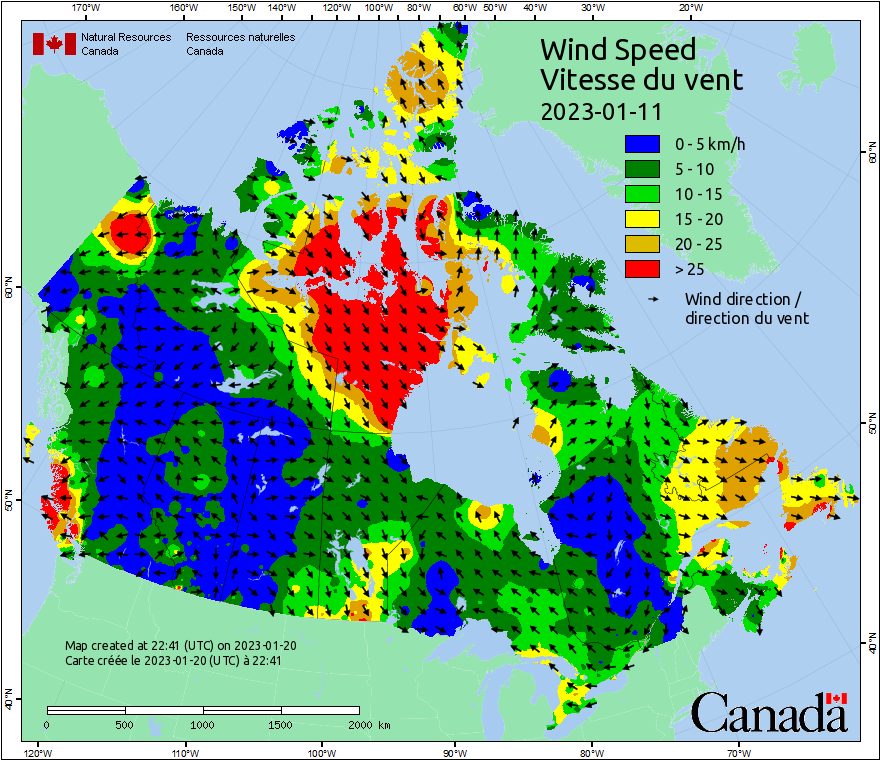 170°W 160°W 150°W 140°W 130°W 120°W 110°W 100°W 90°W 80°W 60°W 50°W 40°W 30°W 20°W
Natural Resources Canada
Ressources naturelles Canada
Wind Speed
Vitesse du vent
2023-01-11
0 - 5 km/h
5 - 10
10 - 15
15 - 20
20 - 25
> 25
Wind direction /
direction du vent
60°N
60°N
50°N
50°N
40°N
40°N
Map created at 22:41 (UTC) on 2023-01-20
Carte créée le 2023-01-20 (UTC) à 22:41
0 500 1000 1500 2000 km
Canada
120°W 110°W 100°W 90°W 80°W 70°W